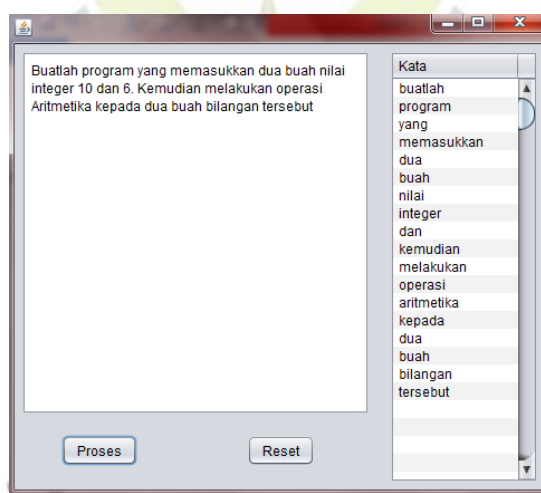 Buatlah program yang memasukkan dua buah nilai
integer 10 dan 6. Kemudian melakukan operasi
Aritmetika kepada dua buah bilangan tersebut
Proses
Reset
Kata
buatlah
program
yang
memasukkan
dua
buah
nilai
integer
dan
kemudian
melakukan
operasi
aritmetika
kepada
dua
buah
bilangan
tersebut